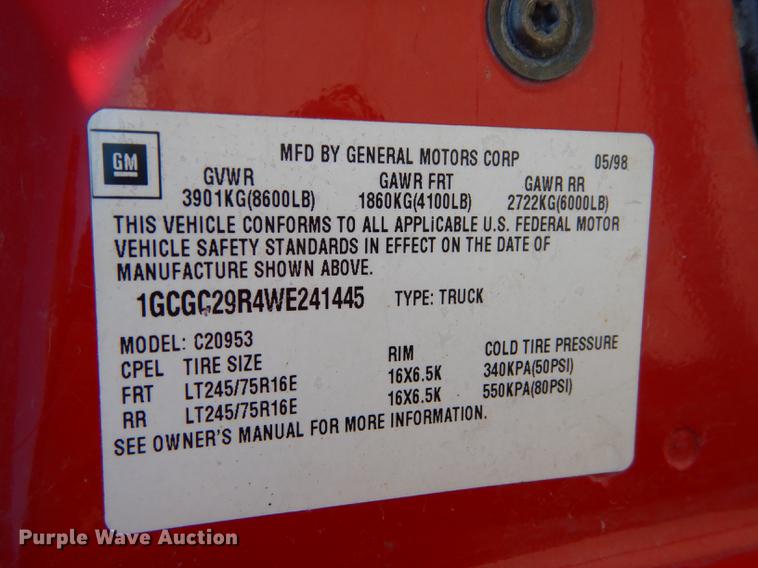 GM
MFD BY GENERAL MOTORS CORP 05/98
GVWR GAWR FRT GAWR RR
3901KG(8600LB) 1860KG(4100LB) 2722KG(6000LB)
THIS VEHICLE CONFORMS TO ALL APPLICABLE U.S. FEDERAL MOTOR
VEHICLE SAFETY STANDARDS IN EFFECT ON THE DATE OF
MANUFACTURE SHOWN ABOVE.
1GCGC29R4WE241445 TYPE: TRUCK
MODEL: C20953
CPEL TIRE SIZE RIM COLD TIRE PRESSURE
FRT LT245/75R16E 16X6.5K 340KPA(50PSI)
RR LT245/75R16E 16X6.5K 550KPA(80PSI)
SEE OWNER'S MANUAL FOR MORE INFORMATION.
Purple Wave Auction